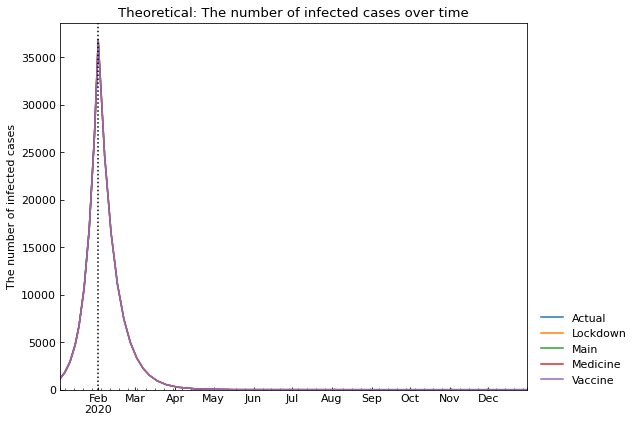 Theoretical: The number of infected cases over time
The number of infected cases
35000
30000
25000
20000
15000
10000
5000
0
Feb Mar Apr May Jun Jul Aug Sep Oct Nov Dec
2020
Actual
Lockdown
Main
Medicine
Vaccine